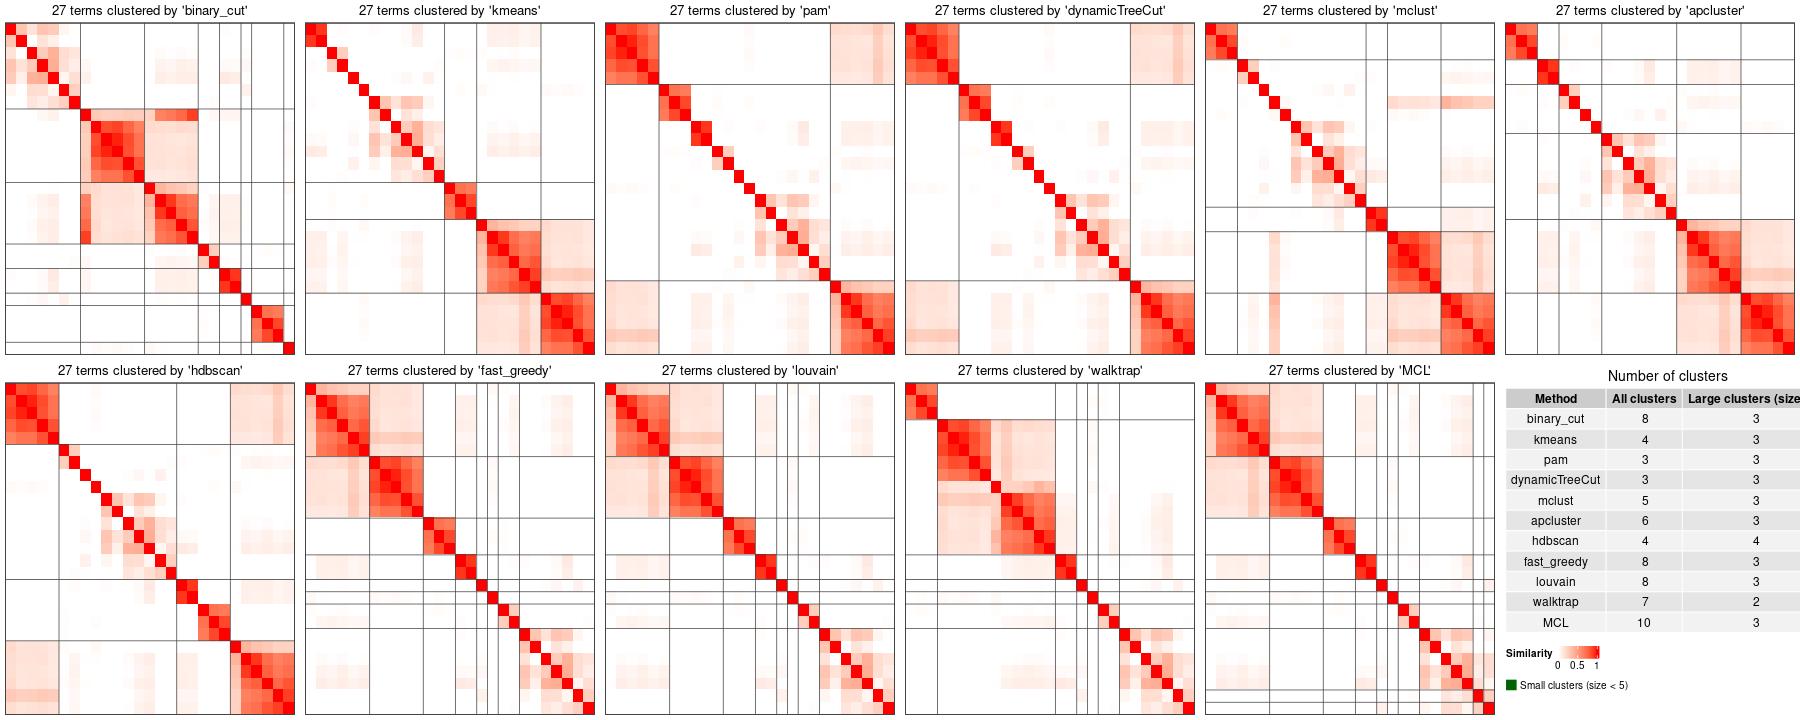 27 terms clustered by 'binary_cut'
27 terms clustered by 'kmeans'
27 terms clustered by 'pam'
27 terms clustered by 'dynamicTreeCut'
27 terms clustered by 'mclust'
27 terms clustered by 'apcluster'
27 terms clustered by 'hdbscan'
27 terms clustered by 'fast_greedy'
27 terms clustered by 'louvain'
27 terms clustered by 'walktrap'
27 terms clustered by 'MCL'
Number of clusters
Method All clusters Large clusters (size
binary_cut 8 3
kmeans 4 3
pam 3 3
dynamicTreeCut 3 3
mclust 5 3
apcluster 6 3
hdbscan 4 4
fast_greedy 8 3
louvain 8 3
walktrap 7 2
MCL 10 3
Similarity
0 0.5 1
Small clusters (size < 5)